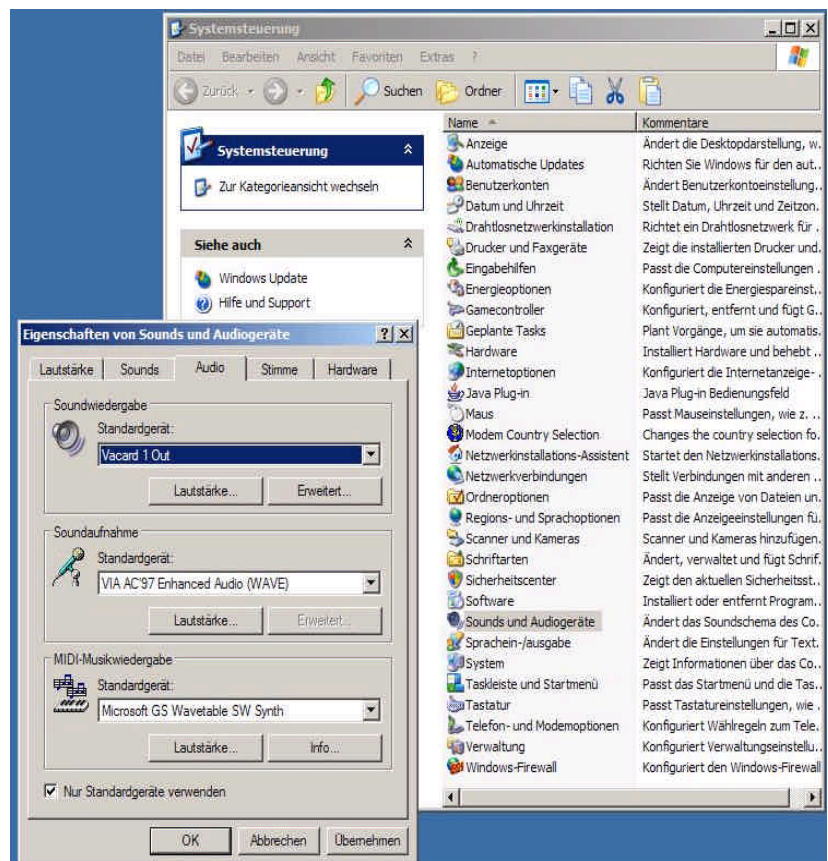 Systemsteuerung
Datei Bearbeiten Ansicht Favoriten Extras ?
Zurück Suchen Ordner
Systemsteuerung
Zur Kategorieansicht wechseln
Siehe auch
Windows Update
Hilfe und Support
Name Kommentare
Anzeige Ändert die Desktopdarstellung, w.
Automatische Updates Richten Sie Windows für den aut..
Benutzerkonten Ändert Benutzerkontoeinstellung..
Datum und Uhrzeit Stellt Datum, Uhrzeit und Zeitzon.
Drahtlosnetzwerkinstallation Richtet ein Drahtlosnetzwerk für .
Drucker und Faxgeräte Zeigt die installierten Drucker und.
Eingabehilfen Passt die Computereinstellungen .
Energieoptionen Konfiguriert die Energiespareinst..
Gamecontroller Konfiguriert, entfernt und fügt G..
Geplante Tasks Plant Vorgänge, um sie automatis.
Hardware Installiert Hardware und behebt ..
Internetoptionen Konfiguriert die Internetanzeige- .
Java Plug-in Java Plug-in Bedienungsfeld
Maus Passt Mauseinstellungen, wie z. ..
Modem Country Selection Changes the country selection fo.
Netzwerkinstallations-Assistent Startet den Netzwerkinstallations.
Netzwerkverbindungen Stellt Verbindungen mit anderen ..
Ordneroptionen Passt die Anzeige von Dateien un.
Regions- und Sprachoptionen Passt die Anzeigeeinstellungen fü.
Scanner und Kameras Scanner und Kameras hinzufügen.
Schriftarten Ändert, verwaltet und fügt Schrif.
Sicherheitscenter Zeigt den aktuellen Sicherheitsst..
Software Installiert oder entfernt Program..
Sounds und Audiogeräte Ändert das Soundschema des Co.
Sprachein-/ausgabe Ändert die Einstellungen für Text.
System Zeigt Informationen über das Co..
Taskleiste und Startmenü Passt das Startmenü und die Tas..
Tastatur Passt Tastatureinstellungen, wie .
Telefon- und Modemoptionen Konfiguriert Wählregeln zum Tele.
Verwaltung Konfiguriert Verwaltungseinstellu..
Windows-Firewall Konfiguriert den Windows-Firewall
Eigenschaften von Sounds und Audiogeräte
Lautstärke Sounds Audio Stimme Hardware
Soundwiedergabe
Standardgerät:
Vacard 1 Out
Lautstärke... Erweitert...
Soundaufnahme
Standardgerät:
VIA AC'97 Enhanced Audio (WAVE)
Lautstärke... Erweitert...
MIDI-Musikwiedergabe
Standardgerät:
Microsoft GS Wavetable SW Synth
Lautstärke... Info...
Nur Standardgeräte verwenden
OK Abbrechen Übernehmen